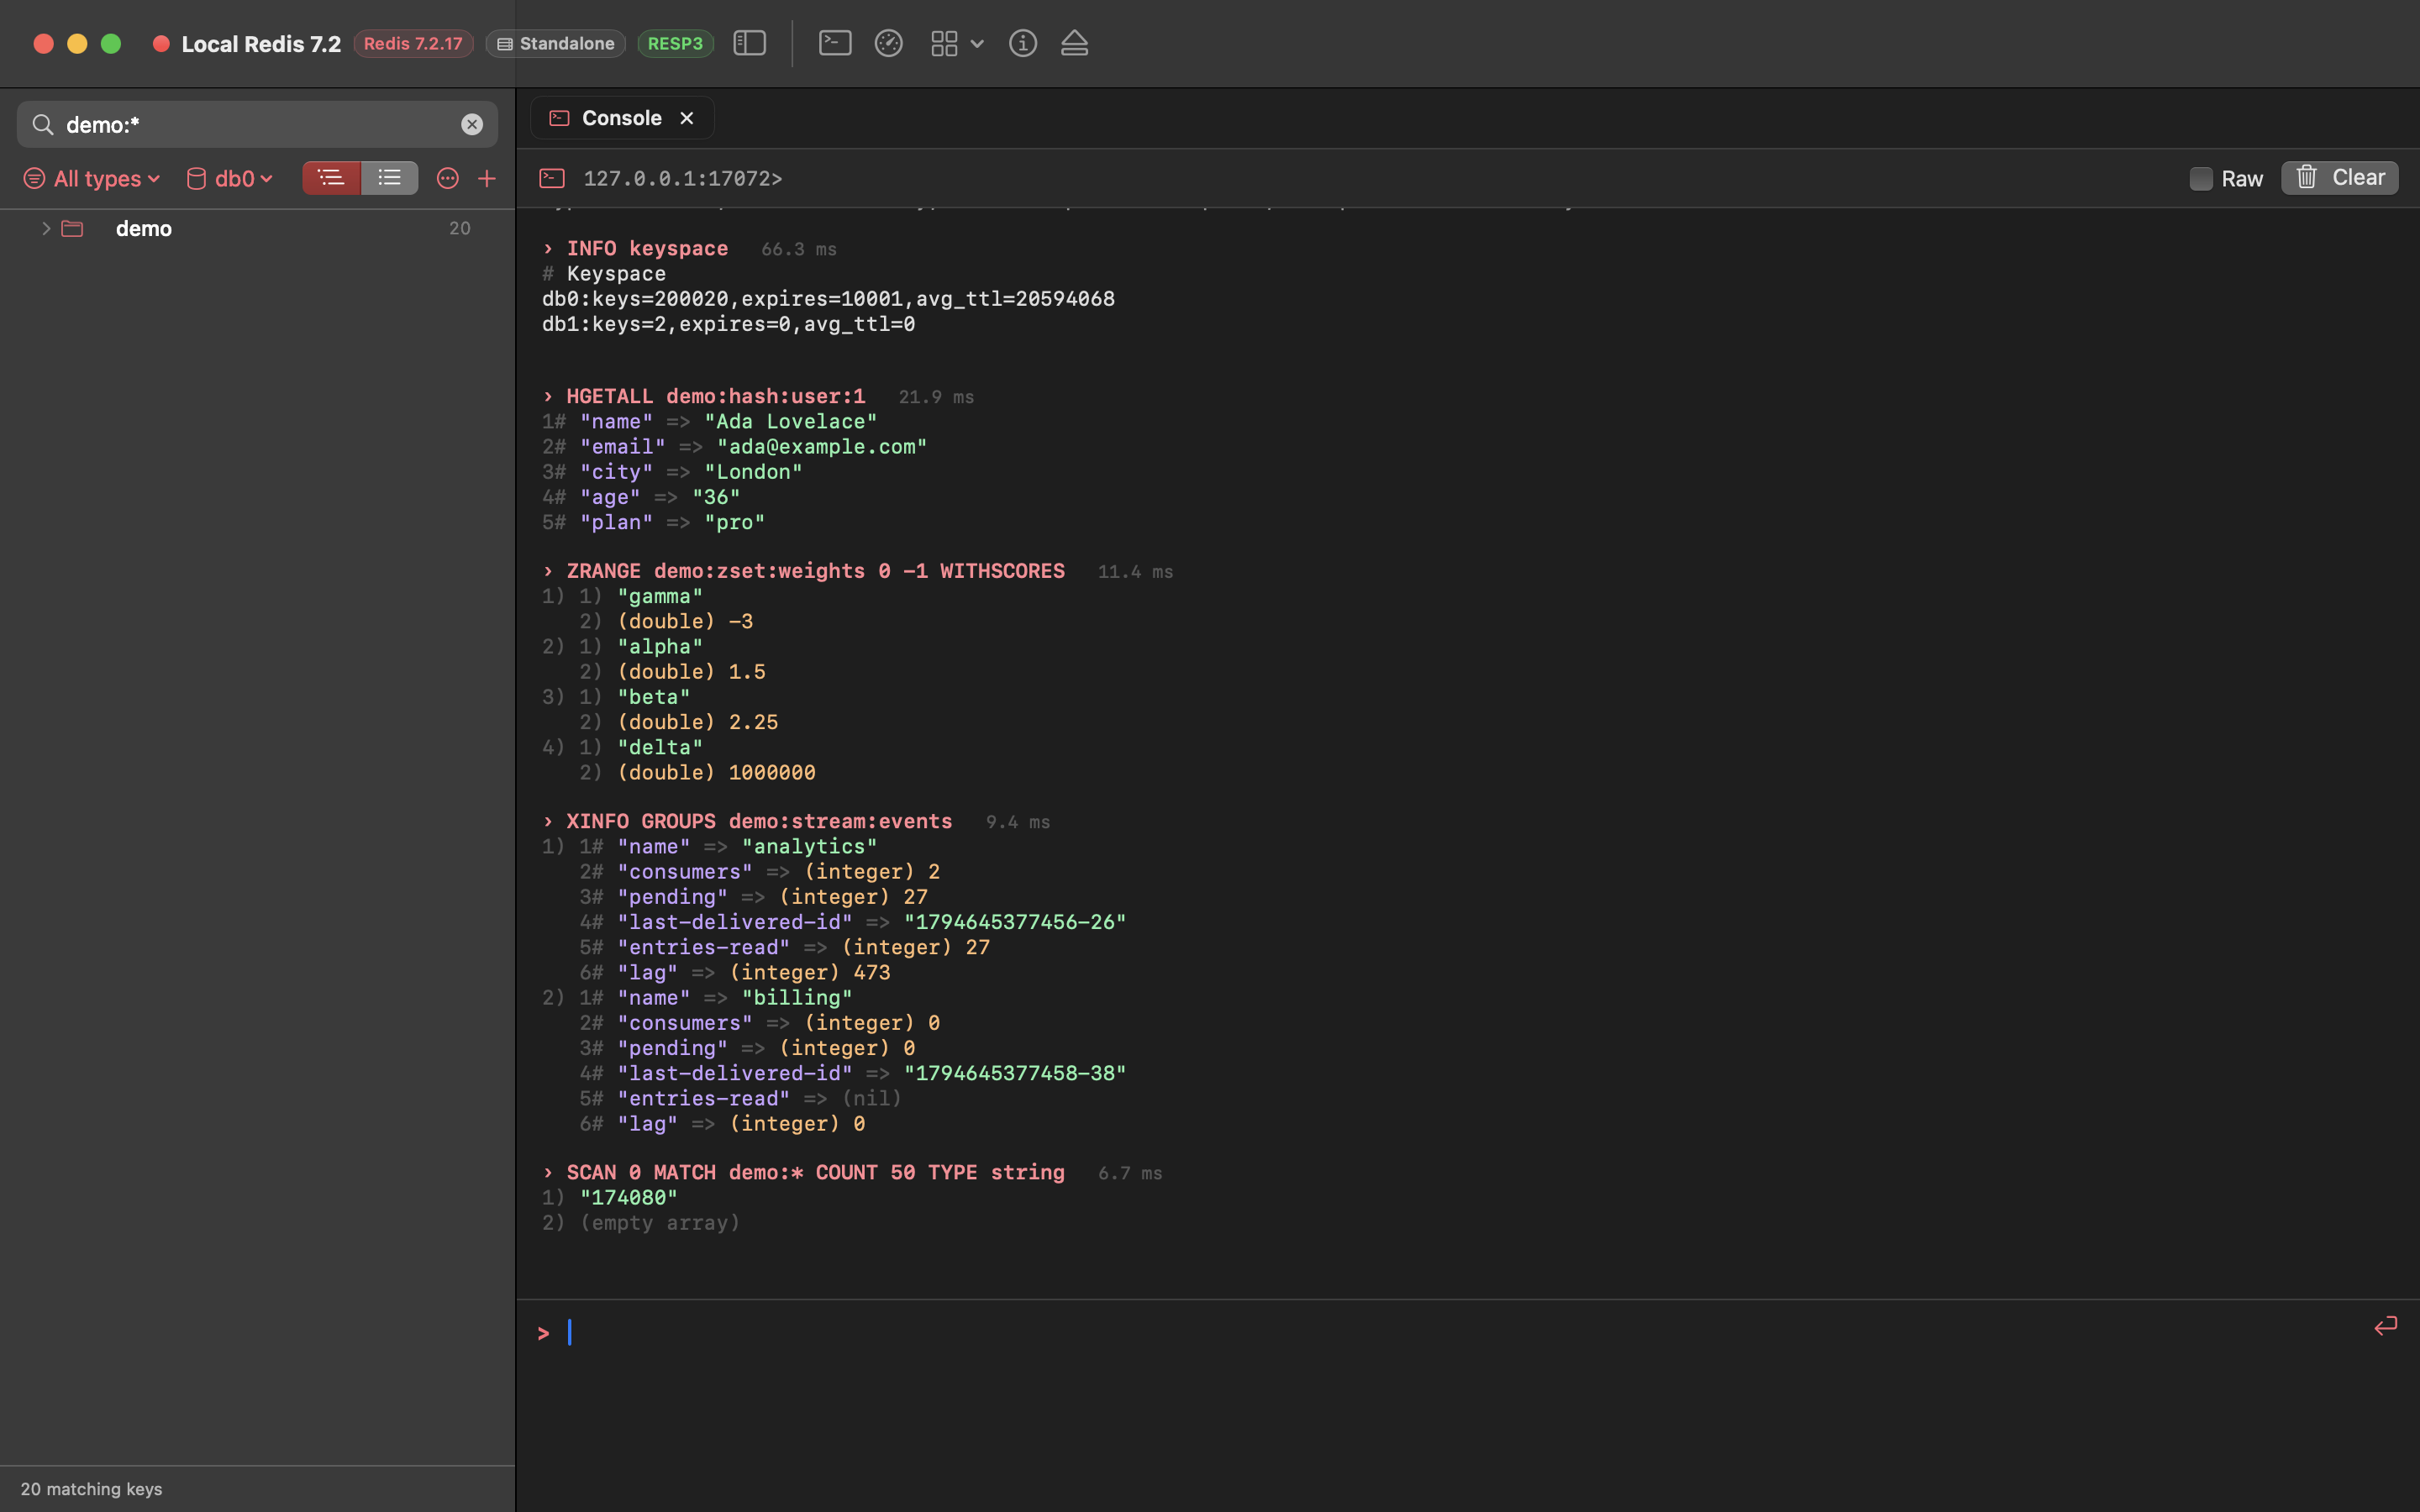 Local Redis 7.2
Redis 7.2.17
Standalone
RESP3
demo:*
All types
db0
demo
20
20 matching keys
Console
127.0.0.1:17072>
Raw
Clear
› INFO keyspace 66.3 ms
# Keyspace
db0:keys=200020,expires=10001,avg_ttl=20594068
db1:keys=2,expires=0,avg_ttl=0
› HGETALL demo:hash:user:1 21.9 ms
1# "name" => "Ada Lovelace"
2# "email" => "ada@example.com"
3# "city" => "London"
4# "age" => "36"
5# "plan" => "pro"
› ZRANGE demo:zset:weights 0 -1 WITHSCORES 11.4 ms
1) 1) "gamma"
2) (double) -3
2) 1) "alpha"
2) (double) 1.5
3) 1) "beta"
2) (double) 2.25
4) 1) "delta"
2) (double) 1000000
› XINFO GROUPS demo:stream:events 9.4 ms
1) 1# "name" => "analytics"
2# "consumers" => (integer) 2
3# "pending" => (integer) 27
4# "last-delivered-id" => "1794645377456-26"
5# "entries-read" => (integer) 27
6# "lag" => (integer) 473
2) 1# "name" => "billing"
2# "consumers" => (integer) 0
3# "pending" => (integer) 0
4# "last-delivered-id" => "1794645377458-38"
5# "entries-read" => (nil)
6# "lag" => (integer) 0
› SCAN 0 MATCH demo:* COUNT 50 TYPE string 6.7 ms
1) "174080"
2) (empty array)
>